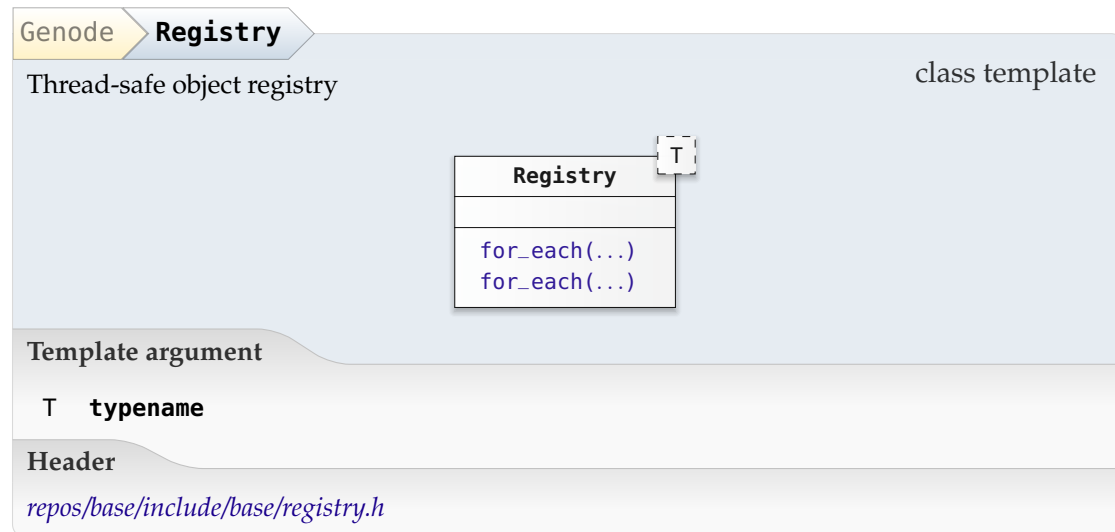 Genode Registry
Thread-safe object registry
class template
T
Registry
for_each(...)
for_each(...)
Template argument
T typename
Header
repos/base/include/base/registry.h